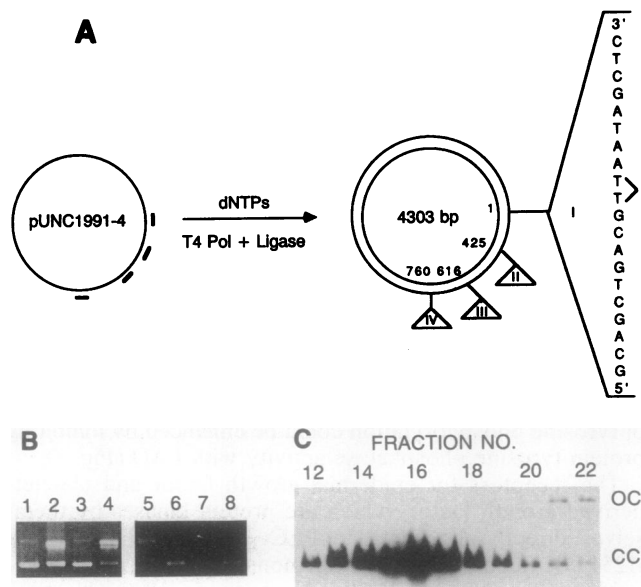 A
pUNC1991-4
dNTPs
T4 Pol + Ligase
4303 bp
1
425
760 616
I
II
III
IV
3'
C
T
C
G
A
T
A
A
T
T
G
C
A
G
T
C
G
A
C
G
5'
B
1 2 3 4 5 6 7 8
C
FRACTION NO.
12 14 16 18 20 22
OC
CC